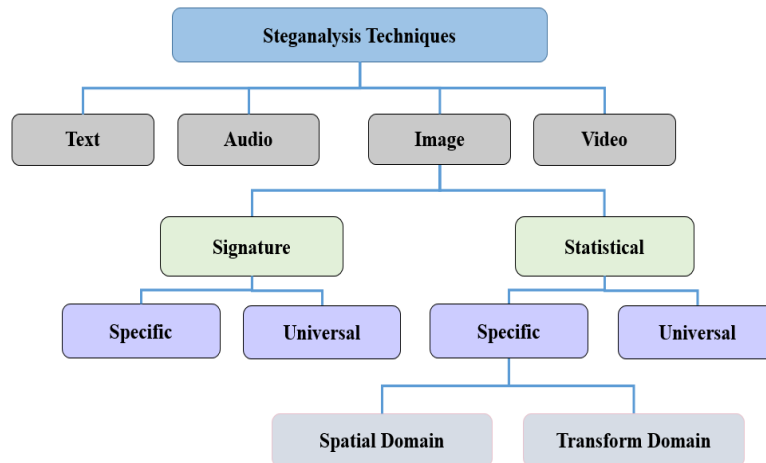 Steganalysis Techniques
Text
Audio
Image
Video
Signature
Statistical
Specific
Universal
Specific
Universal
Spatial Domain
Transform Domain